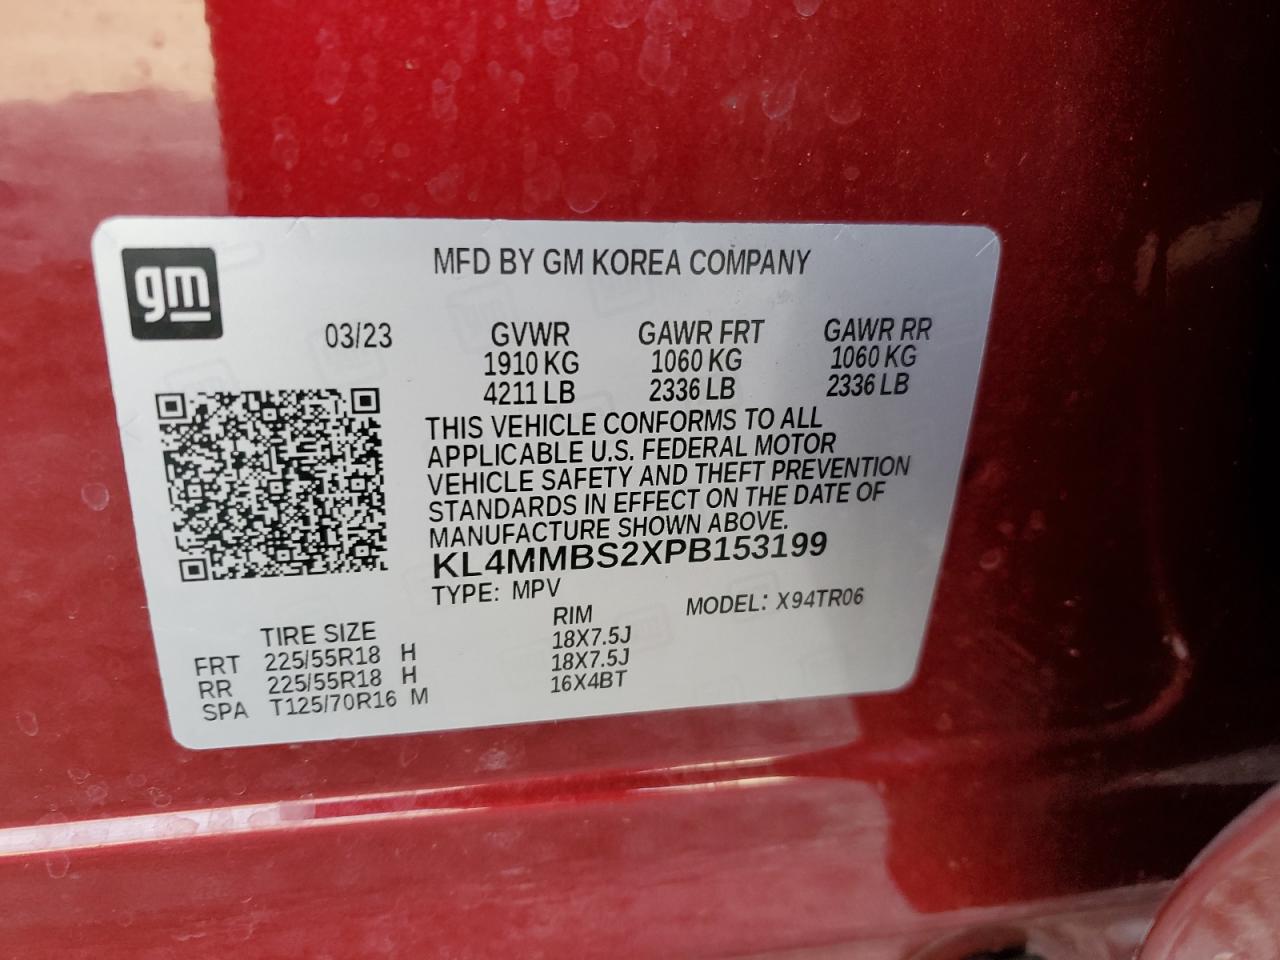 gm
MFD BY GM KOREA COMPANY
03/23 GVWR GAWR FRT GAWR RR
1910 KG 1060 KG 1060 KG
4211 LB 2336 LB 2336 LB
THIS VEHICLE CONFORMS TO ALL
APPLICABLE U.S. FEDERAL MOTOR
VEHICLE SAFETY AND THEFT PREVENTION
STANDARDS IN EFFECT ON THE DATE OF
MANUFACTURE SHOWN ABOVE.
KL4MMBS2XPB153199
TYPE: MPV MODEL: X94TR06
TIRE SIZE RIM
FRT 225/55R18 H 18X7.5J
RR 225/55R18 H 18X7.5J
SPA T125/70R16 M 16X4BT